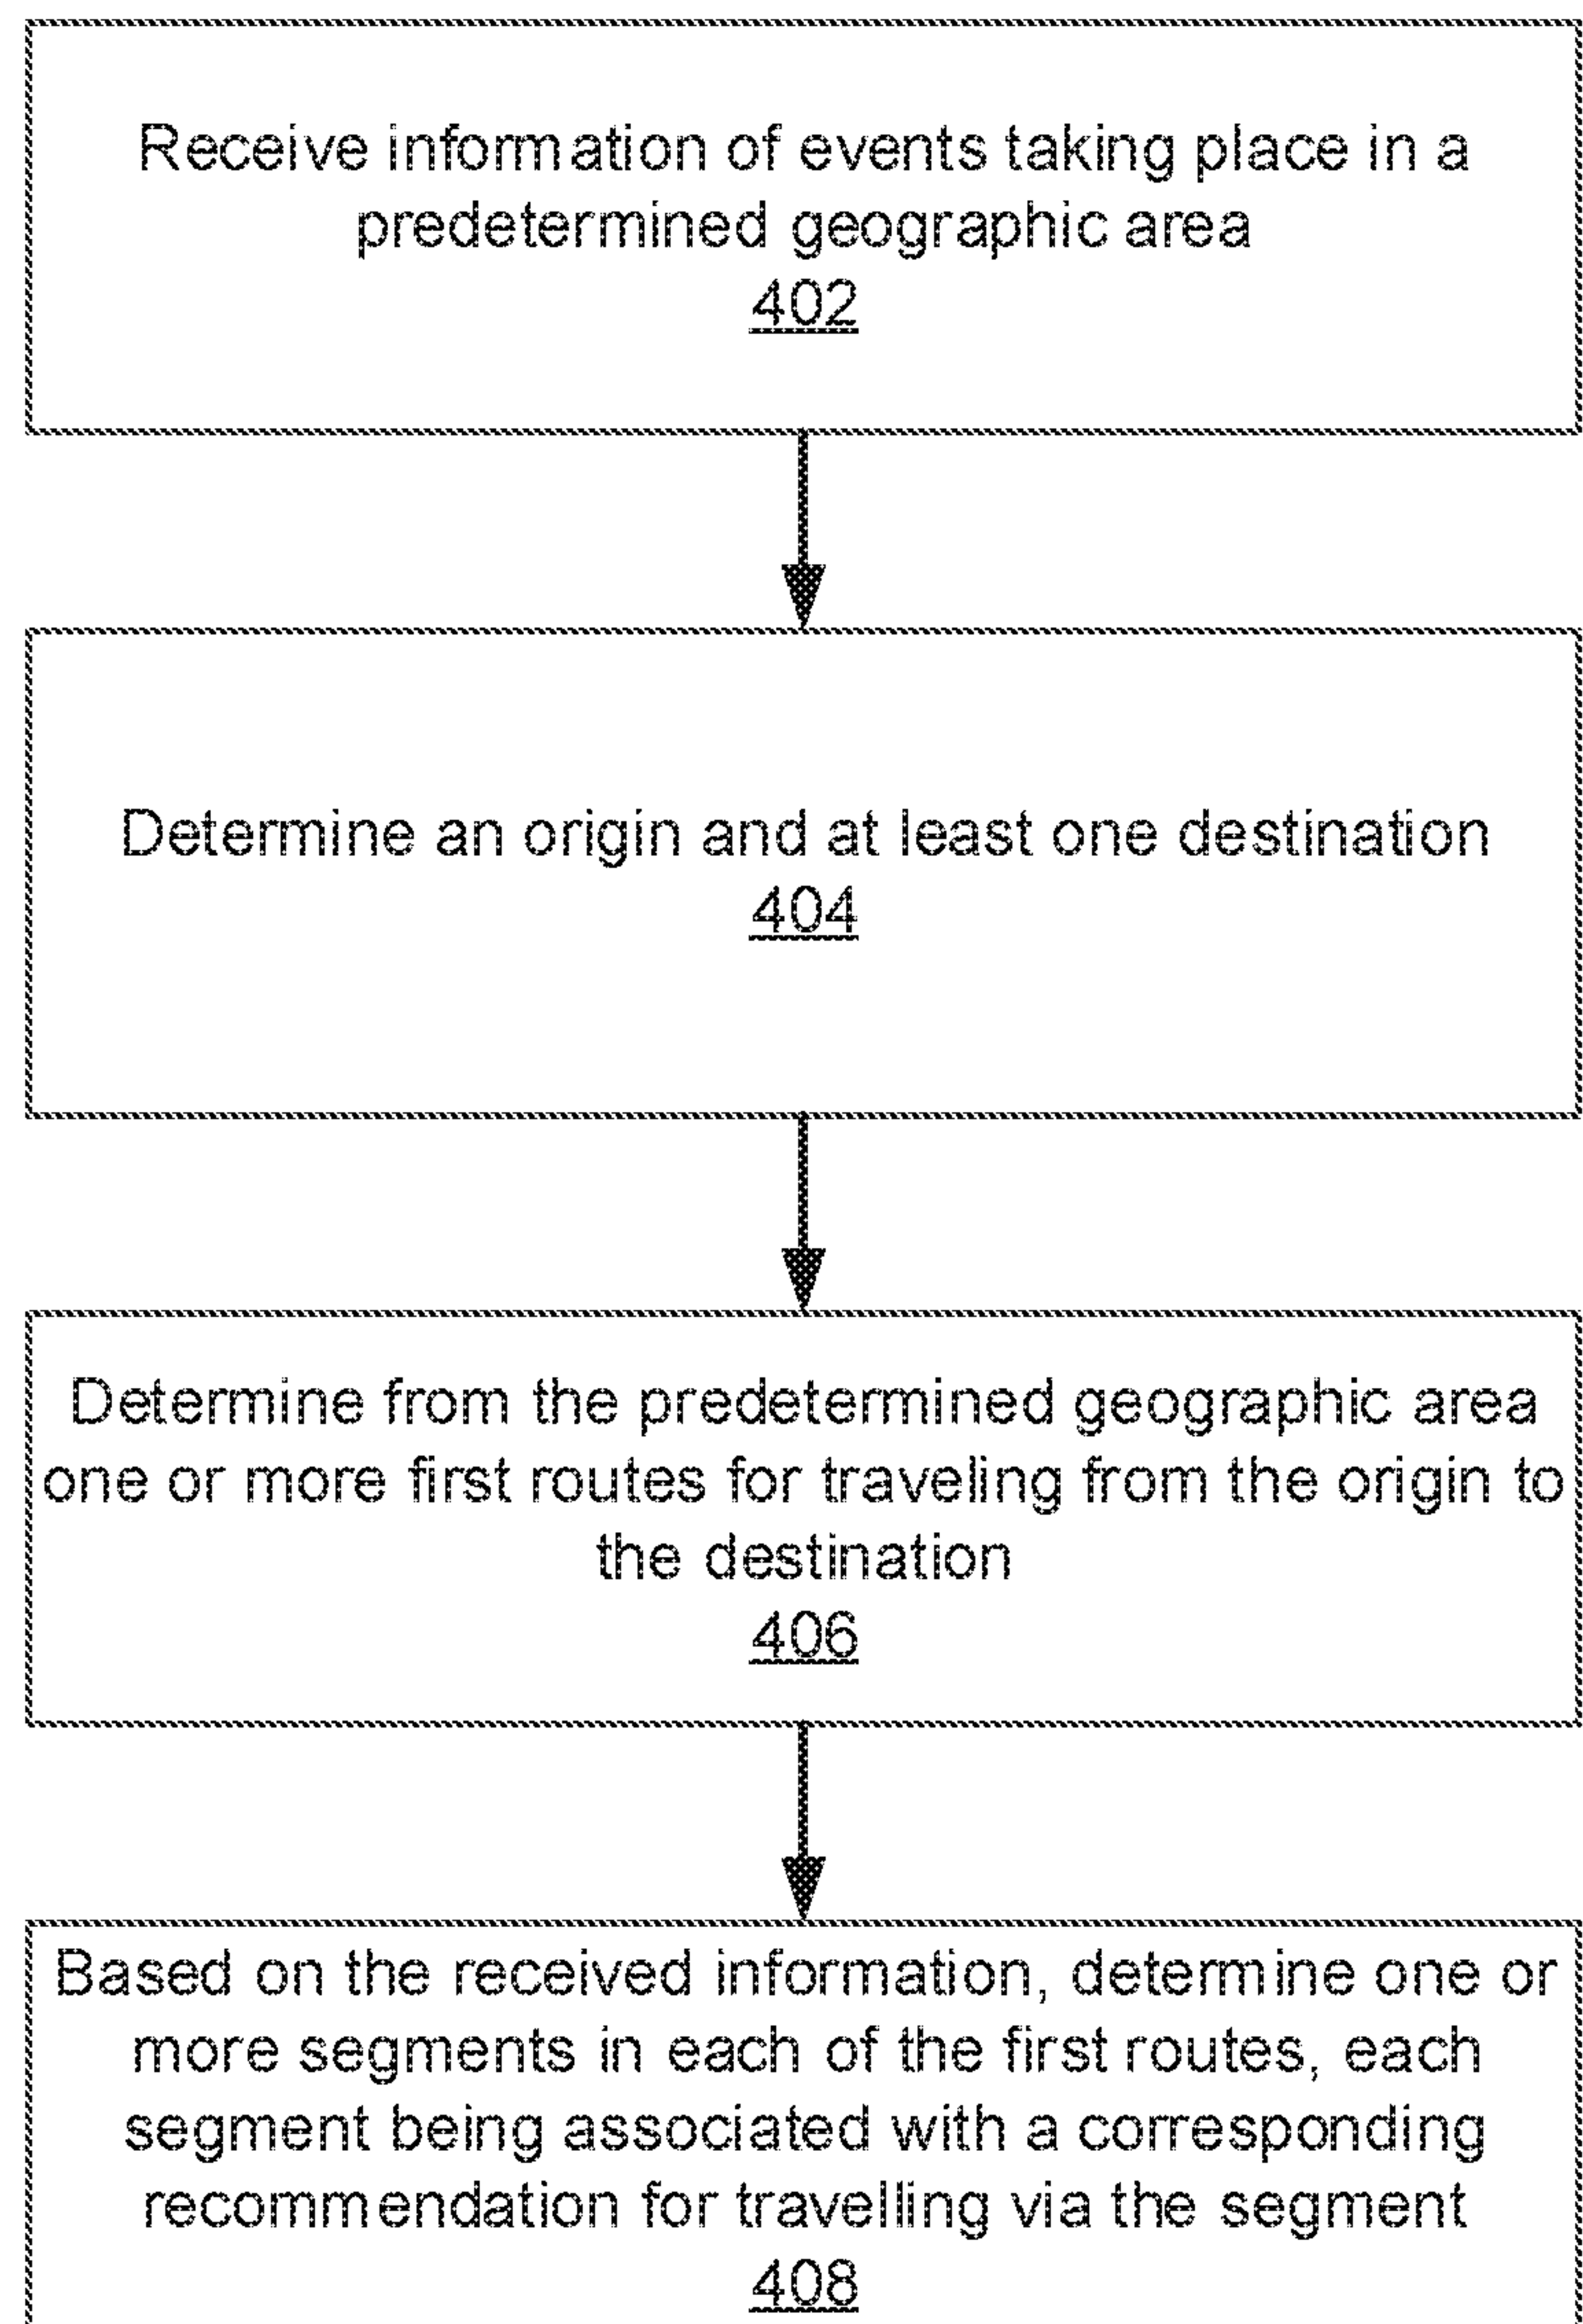 Receive information of events taking place in a
predetermined geographic area
402
Determine an origin and at least one destination
404
Determine from the predetermined geographic area
one or more first routes for traveling from the origin to
the destination
406
Based on the received information, determine one or
more segments in each of the first routes, each
segment being associated with a corresponding
recommendation for travelling via the segment
408